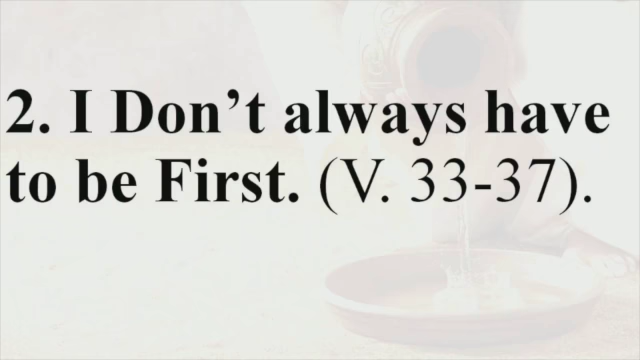 2. I Don’t always have
to be First. (V. 33-37).